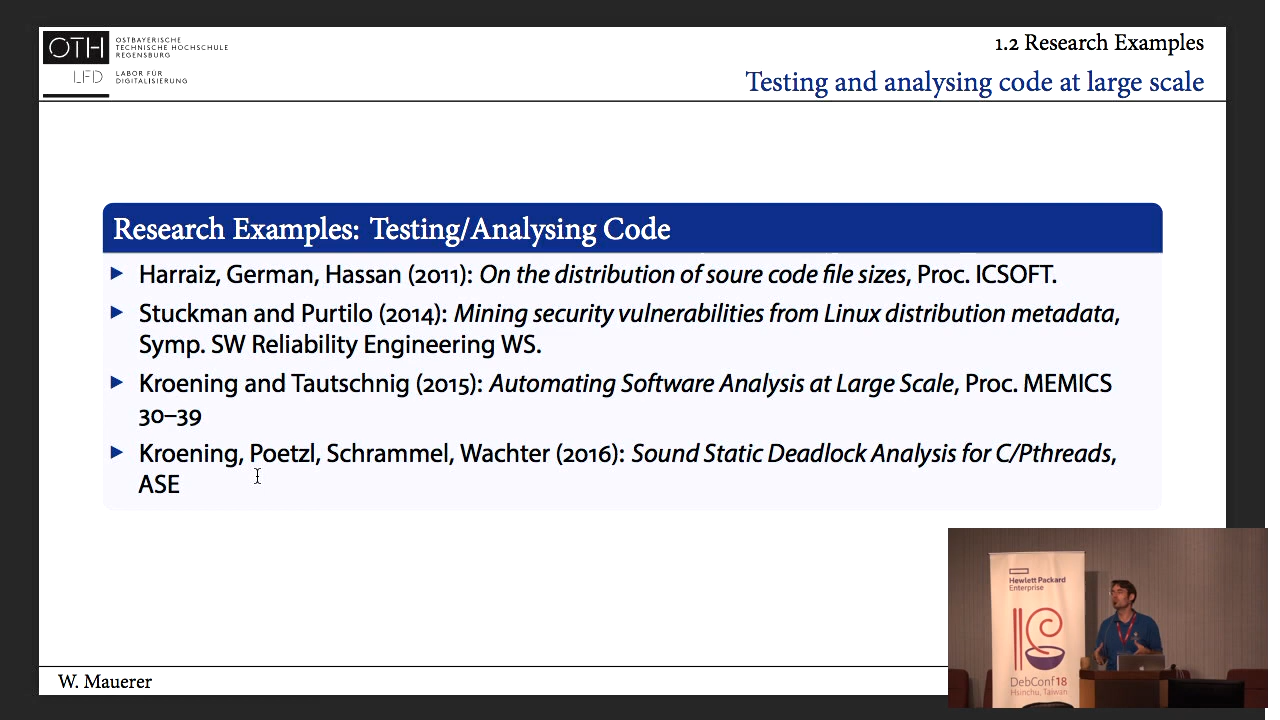 OTH
OSTBAYERISCHE
TECHNISCHE HOCHSCHULE
REGENSBURG
LFD
LABOR FÜR
DIGITALISIERUNG
1.2 Research Examples
Testing and analysing code at large scale
Research Examples: Testing/Analysing Code
Harraiz, German, Hassan (2011): On the distribution of soure code file sizes, Proc. ICSOFT.
Stuckman and Purtilo (2014): Mining security vulnerabilities from Linux distribution metadata,
Symp. SW Reliability Engineering WS.
Kroening and Tautschnig (2015): Automating Software Analysis at Large Scale, Proc. MEMICS
30–39
Kroening, Poetzl, Schrammel, Wachter (2016): Sound Static Deadlock Analysis for C/Pthreads,
ASE
W. Mauerer
Hewlett Packard
Enterprise
DebConf18
Hsinchu, Taiwan